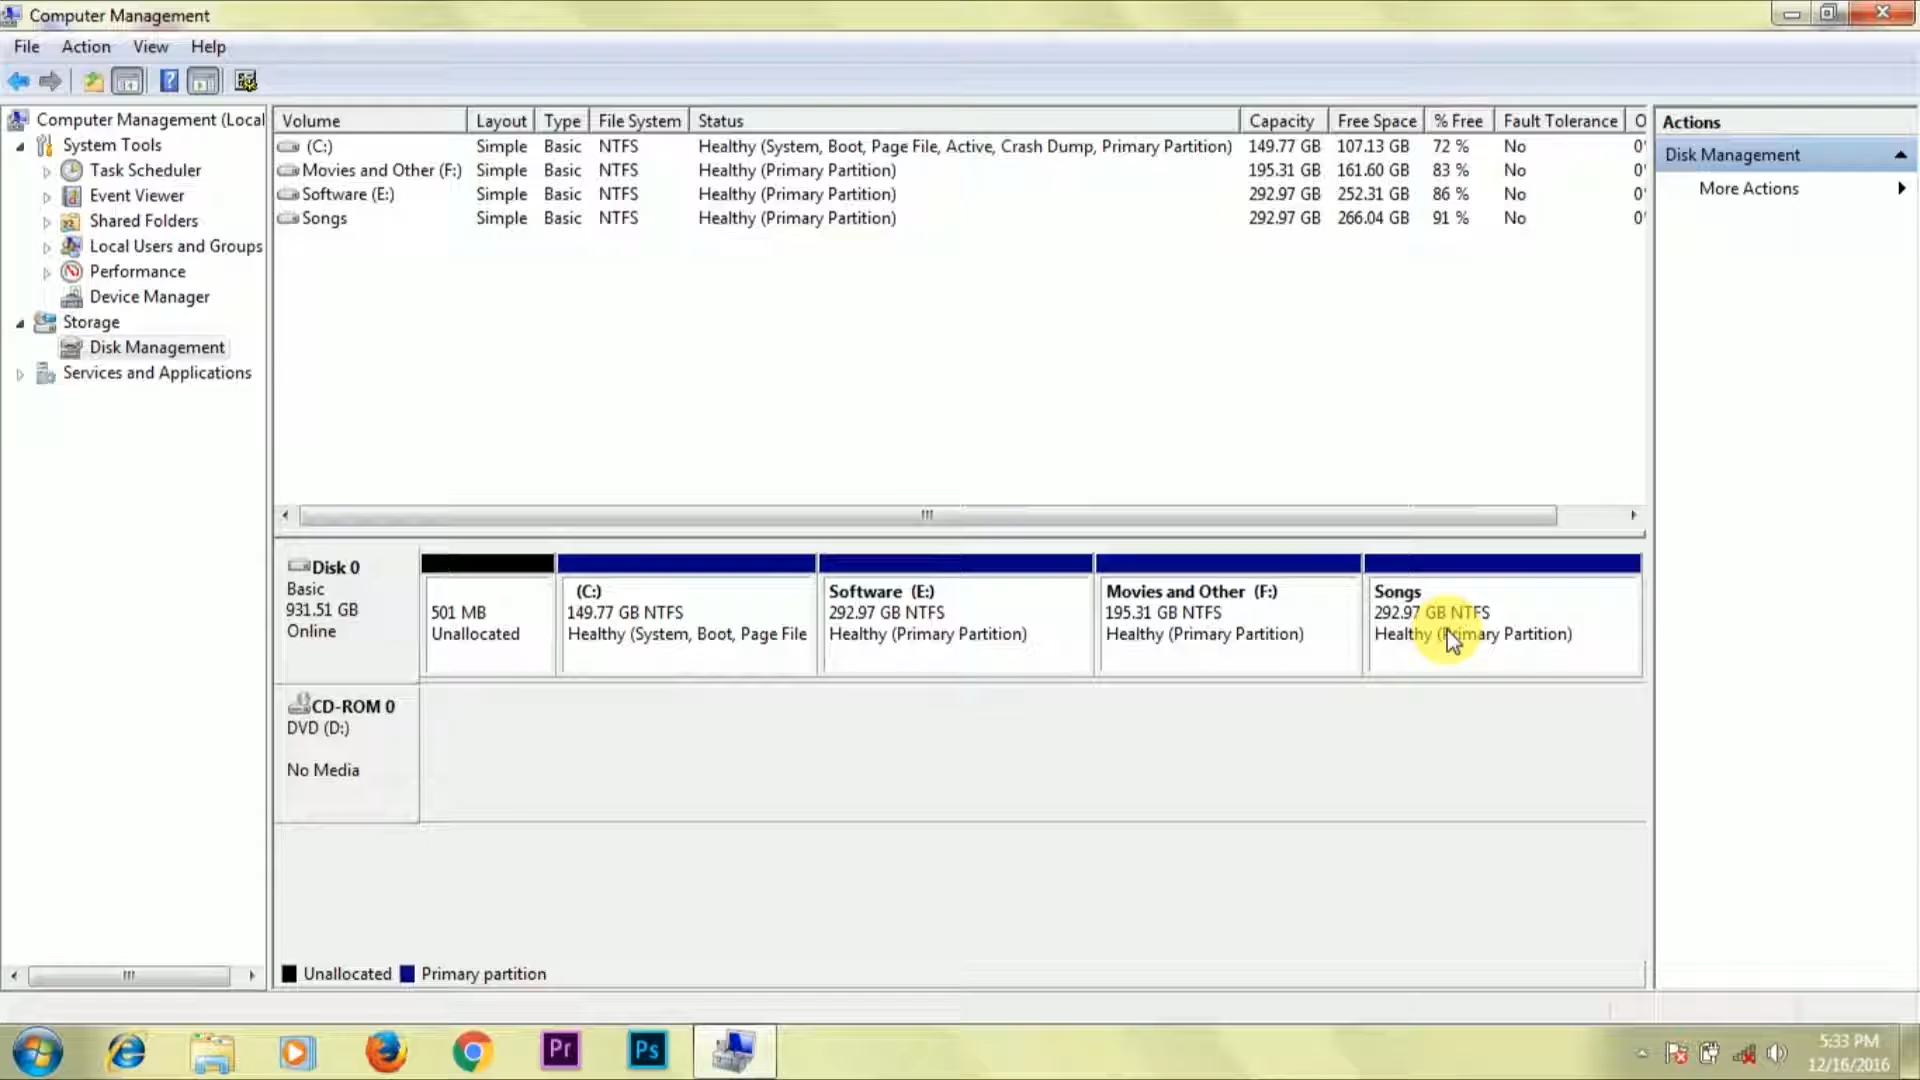 Computer Management
File Action View Help
Computer Management (Local
System Tools
Task Scheduler
Event Viewer
Shared Folders
Local Users and Groups
Performance
Device Manager
Storage
Disk Management
Services and Applications
Volume Layout Type File System Status Capacity Free Space % Free Fault Tolerance O
(C:) Simple Basic NTFS Healthy (System, Boot, Page File, Active, Crash Dump, Primary Partition) 149.77 GB 107.13 GB 72 % No 0
Movies and Other (F:) Simple Basic NTFS Healthy (Primary Partition) 195.31 GB 161.60 GB 83 % No 0
Software (E:) Simple Basic NTFS Healthy (Primary Partition) 292.97 GB 252.31 GB 86 % No 0
Songs Simple Basic NTFS Healthy (Primary Partition) 292.97 GB 266.04 GB 91 % No 0
Actions
Disk Management
More Actions
Disk 0
Basic
931.51 GB
Online
501 MB
Unallocated
(C:)
149.77 GB NTFS
Healthy (System, Boot, Page File
Software (E:)
292.97 GB NTFS
Healthy (Primary Partition)
Movies and Other (F:)
195.31 GB NTFS
Healthy (Primary Partition)
Songs
292.97 GB NTFS
Healthy (Primary Partition)
CD-ROM 0
DVD (D:)
No Media
Unallocated Primary partition
Pr
Ps
5:33 PM
12/16/2016